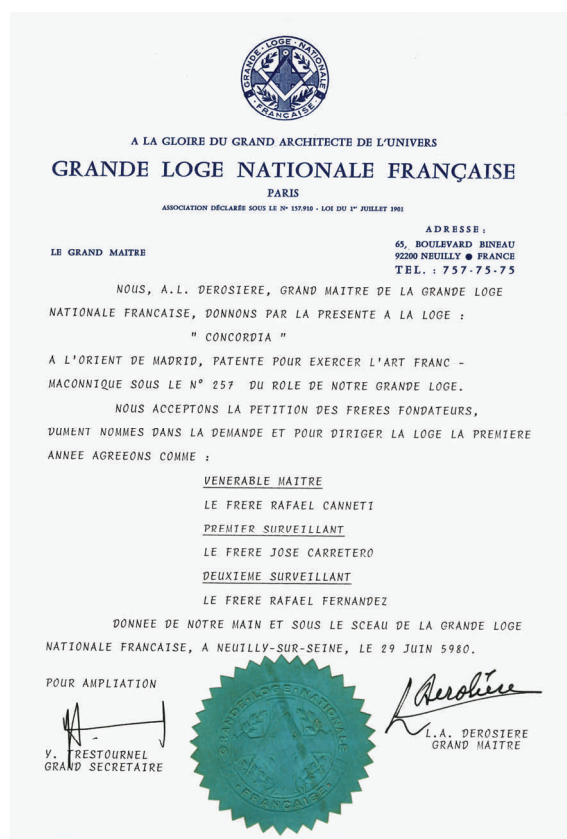 GRANDE · LOGE · NATIONALE · FRANÇAISE ·
A LA GLOIRE DU GRAND ARCHITECTE DE L'UNIVERS
GRANDE LOGE NATIONALE FRANÇAISE
PARIS
ASSOCIATION DÉCLARÉE SOUS LE Nº 157.910 - LOI DU 1er JUILLET 1901
LE GRAND MAITRE
ADRESSE :
65, BOULEVARD BINEAU
92200 NEUILLY ● FRANCE
TEL. : 757-75-75
NOUS, A.L. DEROSIERE, GRAND MAITRE DE LA GRANDE LOGE
NATIONALE FRANCAISE, DONNONS PAR LA PRESENTE A LA LOGE :
" CONCORDIA "
A L'ORIENT DE MADRID, PATENTE POUR EXERCER L'ART FRANC -
MACONNIQUE SOUS LE N° 257 DU ROLE DE NOTRE GRANDE LOGE.
NOUS ACCEPTONS LA PETITION DES FRERES FONDATEURS,
DUMENT NOMMES DANS LA DEMANDE ET POUR DIRIGER LA LOGE LA PREMIERE
ANNEE AGREEONS COMME :
VENERABLE MAITRE
LE FRERE RAFAEL CANNETI
PREMIER SURVEILLANT
LE FRERE JOSE CARRETERO
DEUXIEME SURVEILLANT
LE FRERE RAFAEL FERNANDEZ
DONNEE DE NOTRE MAIN ET SOUS LE SCEAU DE LA GRANDE LOGE
NATIONALE FRANCAISE, A NEUILLY-SUR-SEINE, LE 29 JUIN 5980.
POUR AMPLIATION
Y. TRESTOURNEL
GRAND SECRETAIRE
GRANDE · LOGE · NATIONALE · FRANÇAISE ·
L.A. DEROSIERE
GRAND MAITRE